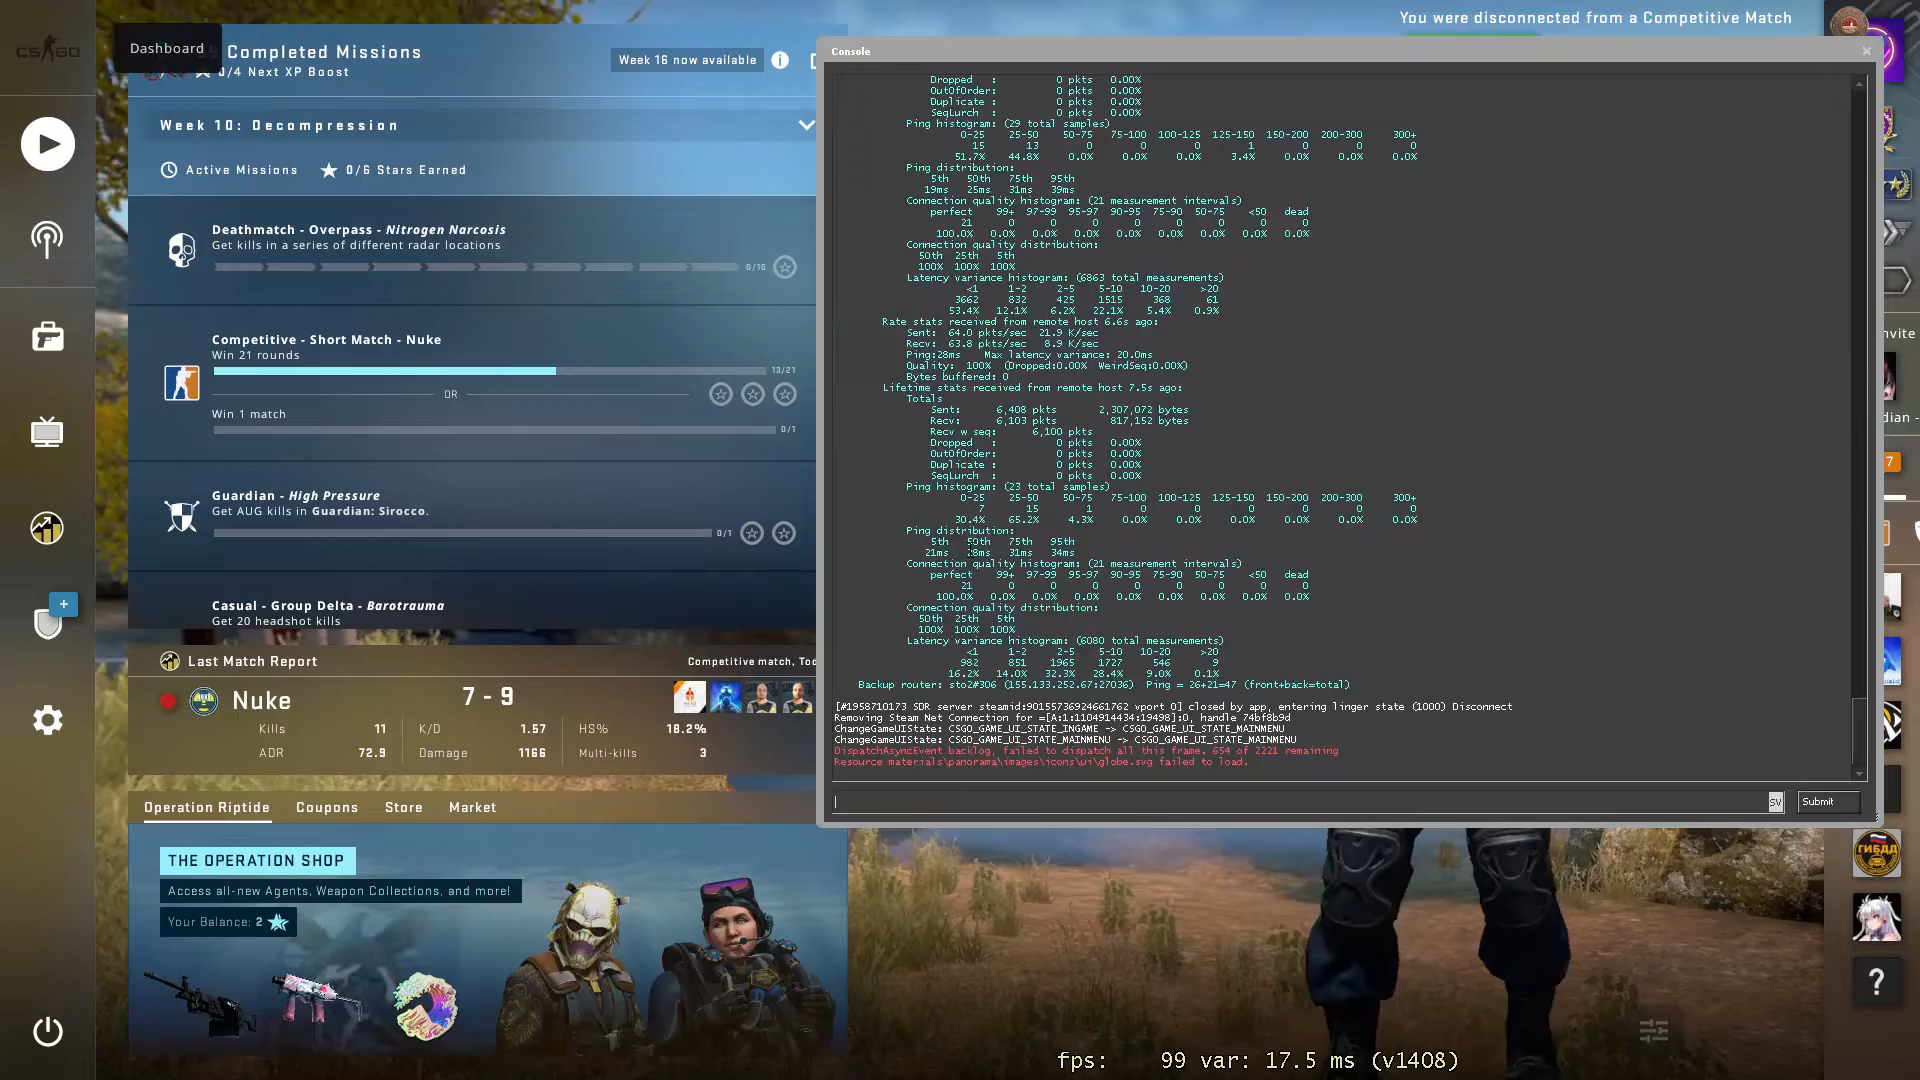 You were disconnected from a Competitive Match
CS GO
Dashboard
Completed Missions
0/4 Next XP Boost
Week 16 now available
Week 10: Decompression
Active Missions
0/6 Stars Earned
Deathmatch - Overpass - Nitrogen Narcosis
Get kills in a series of different radar locations
0/10
Competitive - Short Match - Nuke
Win 21 rounds
13/21
OR
Win 1 match
0/1
Guardian - High Pressure
Get AUG kills in Guardian: Sirocco.
0/1
Casual - Group Delta - Barotrauma
Get 20 headshot kills
Last Match Report
Competitive match,
Nuke
7 - 9
Kills 11 K/D 1.57 HS% 18.2%
ADR 72.9 Damage 1166 Multi-kills 3
Operation Riptide Coupons Store Market
THE OPERATION SHOP
Access all-new Agents, Weapon Collections, and more!
Your Balance: 2
Console
Dropped : 0 pkts 0.00%
OutOfOrder: 0 pkts 0.00%
Duplicate : 0 pkts 0.00%
SeqLurch : 0 pkts 0.00%
Ping histogram: (29 total samples)
0-25 25-50 50-75 75-100 100-125 125-150 150-200 200-300 300+
15 13 0 0 0 1 0 0 0
51.7% 44.8% 0.0% 0.0% 0.0% 3.4% 0.0% 0.0% 0.0%
Ping distribution:
5th 50th 75th 95th
19ms 25ms 31ms 39ms
Connection quality histogram: (21 measurement intervals)
perfect 99+ 97-99 95-97 90-95 75-90 50-75 <50 dead
21 0 0 0 0 0 0 0 0
100.0% 0.0% 0.0% 0.0% 0.0% 0.0% 0.0% 0.0% 0.0%
Connection quality distribution:
50th 25th 5th
100% 100% 100%
Latency variance histogram: (6863 total measurements)
<1 1-2 2-5 5-10 10-20 >20
3662 832 425 1515 368 61
53.4% 12.1% 6.2% 22.1% 5.4% 0.9%
Rate stats received from remote host 6.6s ago:
Sent: 64.0 pkts/sec 21.9 K/sec
Recv: 63.8 pkts/sec 8.9 K/sec
Ping:28ms Max latency variance: 20.0ms
Quality: 100% (Dropped:0.00% WeirdSeq:0.00%)
Bytes buffered: 0
Lifetime stats received from remote host 7.5s ago:
Totals
Sent: 6,408 pkts 2,307,072 bytes
Recv: 6,103 pkts 817,152 bytes
Recv w seq: 6,100 pkts
Dropped : 0 pkts 0.00%
OutOfOrder: 0 pkts 0.00%
Duplicate : 0 pkts 0.00%
SeqLurch : 0 pkts 0.00%
Ping histogram: (23 total samples)
0-25 25-50 50-75 75-100 100-125 125-150 150-200 200-300 300+
7 15 1 0 0 0 0 0 0
30.4% 65.2% 4.3% 0.0% 0.0% 0.0% 0.0% 0.0% 0.0%
Ping distribution:
5th 50th 75th 95th
21ms 28ms 31ms 34ms
Connection quality histogram: (21 measurement intervals)
perfect 99+ 97-99 95-97 90-95 75-90 50-75 <50 dead
21 0 0 0 0 0 0 0 0
100.0% 0.0% 0.0% 0.0% 0.0% 0.0% 0.0% 0.0% 0.0%
Connection quality distribution:
50th 25th 5th
100% 100% 100%
Latency variance histogram: (6080 total measurements)
<1 1-2 2-5 5-10 10-20 >20
982 851 1965 1727 546 9
16.2% 14.0% 32.3% 28.4% 9.0% 0.1%
Backup router: sto2#306 (155.133.252.67:27036) Ping = 26+21=47 (front+back=total)
[#1958710173 SDR server steamid:90155736924661762 vport 0] closed by app, entering linger state (1000) Disconnect
Removing Steam Net Connection for =[A:1:1104914434:19498]:0, handle 74bf8b9d
ChangeGameUIState: CSGO_GAME_UI_STATE_INGAME -> CSGO_GAME_UI_STATE_MAINMENU
ChangeGameUIState: CSGO_GAME_UI_STATE_MAINMENU -> CSGO_GAME_UI_STATE_MAINMENU
DispatchAsyncEvent backlog, failed to dispatch all this frame. 654 of 2221 remaining
Resource materials\panorama\images\icons\ui\globe.svg failed to load.
SV
Submit
nvite
dian -
7
ГИБДД
?
fps: 99 var: 17.5 ms (v1408)